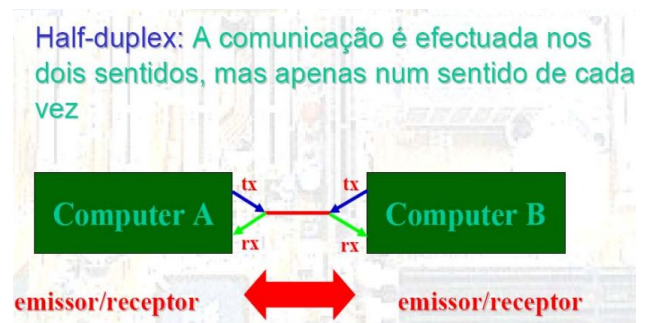 Half-duplex: A comunicação é efectuada nos
dois sentidos, mas apenas num sentido de cada
vez
tx tx
Computer A Computer B
rx rx
emissor/receptor emissor/receptor